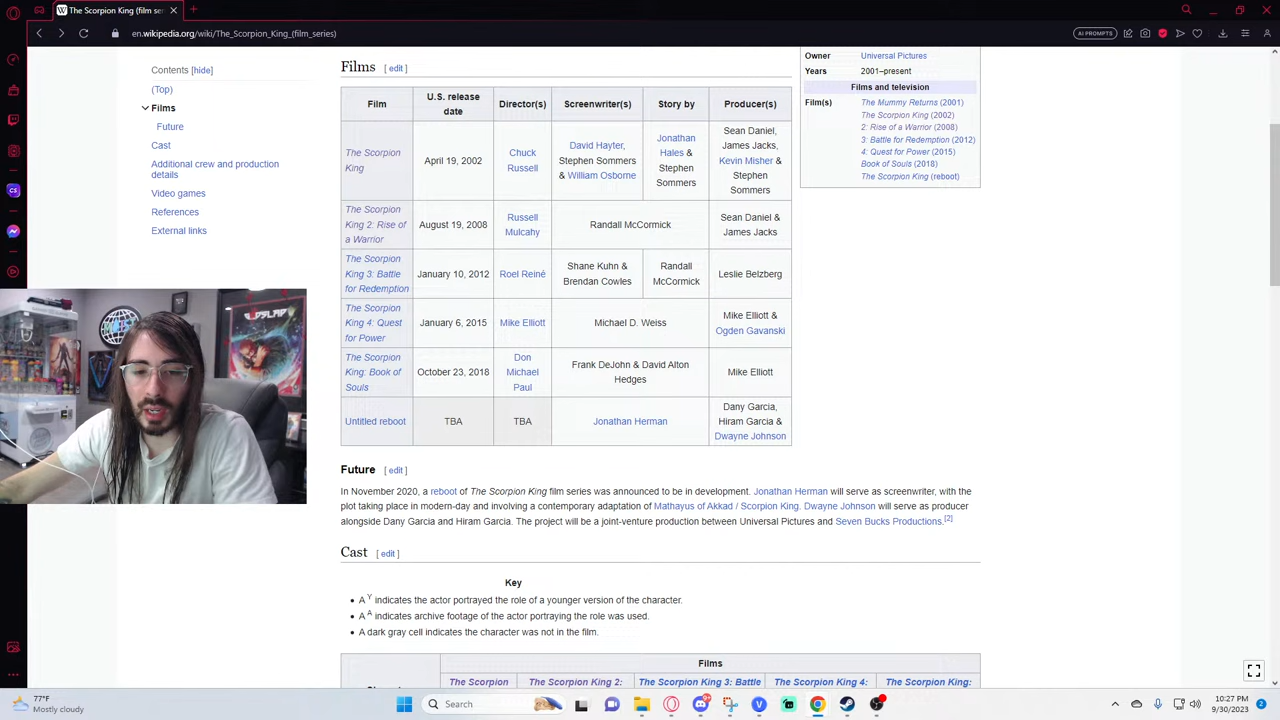 The Scorpion King (film ser
en.wikipedia.org/wiki/The_Scorpion_King_(film_series)
AI PROMPTS
Contents [hide]
(Top)
Films
Future
Cast
Additional crew and production
details
Video games
References
External links
Films [ edit ]
Film
U.S. release
date
Director(s)
Screenwriter(s)
Story by
Producer(s)
The Scorpion
King
April 19, 2002
Chuck
Russell
David Hayter,
Stephen Sommers
& William Osborne
Jonathan
Hales &
Stephen
Sommers
Sean Daniel,
James Jacks,
Kevin Misher &
Stephen
Sommers
The Scorpion
King 2: Rise of
a Warrior
August 19, 2008
Russell
Mulcahy
Randall McCormick
Sean Daniel &
James Jacks
The Scorpion
King 3: Battle
for Redemption
January 10, 2012
Roel Reiné
Shane Kuhn &
Brendan Cowles
Randall
McCormick
Leslie Belzberg
The Scorpion
King 4: Quest
for Power
January 6, 2015
Mike Elliott
Michael D. Weiss
Mike Elliott &
Ogden Gavanski
The Scorpion
King: Book of
Souls
October 23, 2018
Don
Michael
Paul
Frank DeJohn & David Alton
Hedges
Mike Elliott
Untitled reboot
TBA
TBA
Jonathan Herman
Dany Garcia,
Hiram Garcia &
Dwayne Johnson
Owner Universal Pictures
Years 2001–present
Films and television
Film(s) The Mummy Returns (2001)
The Scorpion King (2002)
2: Rise of a Warrior (2008)
3: Battle for Redemption (2012)
4: Quest for Power (2015)
Book of Souls (2018)
The Scorpion King (reboot)
Future [ edit ]
In November 2020, a reboot of The Scorpion King film series was announced to be in development. Jonathan Herman will serve as screenwriter, with the
plot taking place in modern-day and involving a contemporary adaptation of Mathayus of Akkad / Scorpion King. Dwayne Johnson will serve as producer
alongside Dany Garcia and Hiram Garcia. The project will be a joint-venture production between Universal Pictures and Seven Bucks Productions.[2]
Cast [ edit ]
Key
• A Y indicates the actor portrayed the role of a younger version of the character.
• A A indicates archive footage of the actor portraying the role was used.
• A dark gray cell indicates the character was not in the film.
Films
The Scorpion
The Scorpion King 2:
The Scorpion King 3: Battle
The Scorpion King 4:
The Scorpion King:
GODSLAP
77°F
Mostly cloudy
Search
10:27 PM
9/30/2023